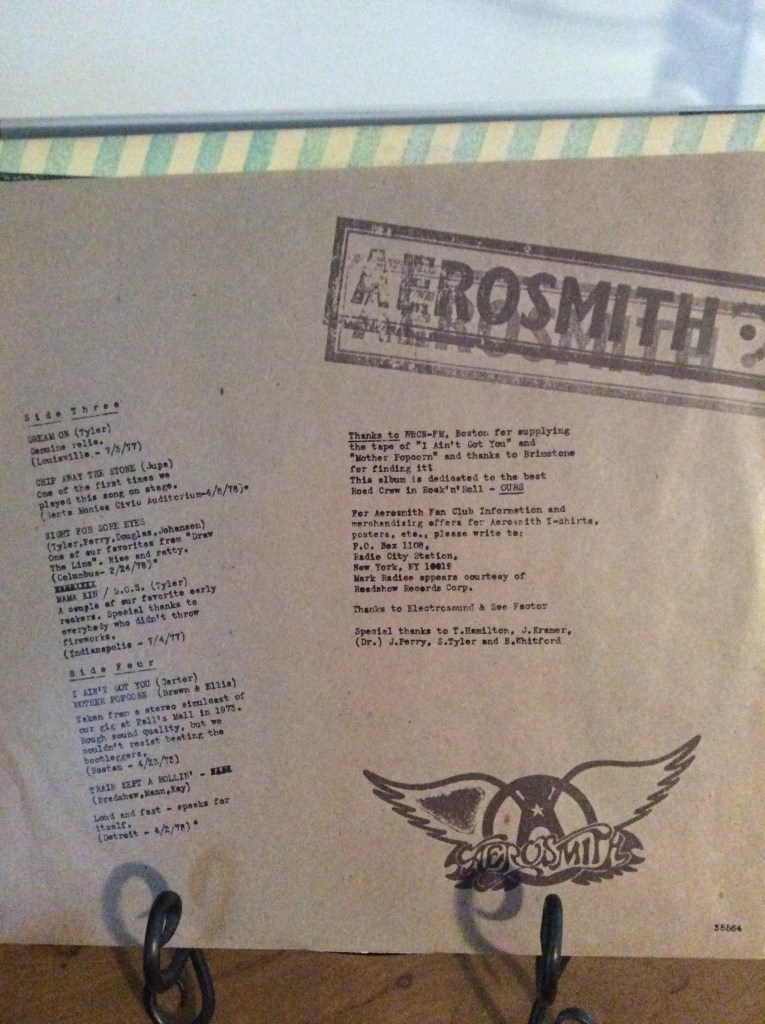 AEROSMITH
AEROSMITH
Side Three
DREAM ON (Tyler)
Genuine relic.
(Louisville - 7/3/77)
CHIP AWAY THE STONE (Supa)
One of the first times we
played this song on stage.
(Santa Monica Civic Auditorium-4/8/78)*
SIGHT FOR SORE EYES
(Tyler,Perry,Douglas,Johansen)
One of our favorites from "Draw
The Line". Nice and ratty.
(Columbus- 2/24/78)*
MAMA KIN / S.O.S. (Tyler)
A couple of our favorite early
rockers. Special thanks to
everybody who didn't throw
fireworks.
(Indianapolis - 7/4/77)
Side Four
I AIN'T GOT YOU (Carter)
MOTHER POPCORN (Brown & Ellis)
Taken from a stereo simulcast of
our gig at Paul's Mall in 1973.
Rough sound quality, but we
couldn't resist beating the
bootleggers.
(Boston - 4/23/73)
TRAIN KEPT A ROLLIN' -
(Bradshaw,Mann,Kay)
Loud and fast - speaks for
itself.
(Detroit - 4/2/78)*
Thanks to WBCN-FM, Boston for supplying
the tape of "I Ain't Got You" and
"Mother Popcorn" and thanks to Brimstone
for finding it!
This album is dedicated to the best
Road Crew in Rock'n'Roll - OURS
For Aerosmith Fan Club Information and
merchandising offers for Aerosmith T-shirts,
posters, etc., please write to:
P.O. Box 1108,
Radio City Station,
New York, NY 10019
Mark Radice appears courtesy of
Roadshow Records Corp.
Thanks to Electrosound & See Factor
Special thanks to T.Hamilton, J.Kramer,
(Dr.) J.Perry, S.Tyler and B.Whitford
AEROSMITH
35564